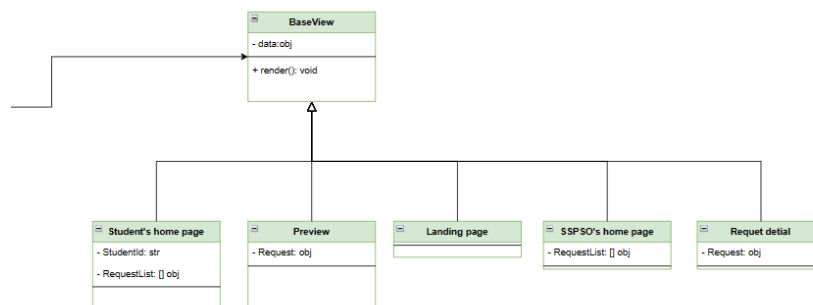 BaseView
- data:obj
+ render(): void
Student's home page
- StudentId: str
- RequestList: [] obj
Preview
- Request: obj
Landing page
SSPSO's home page
- RequestList: [] obj
Requet detial
- Request: obj